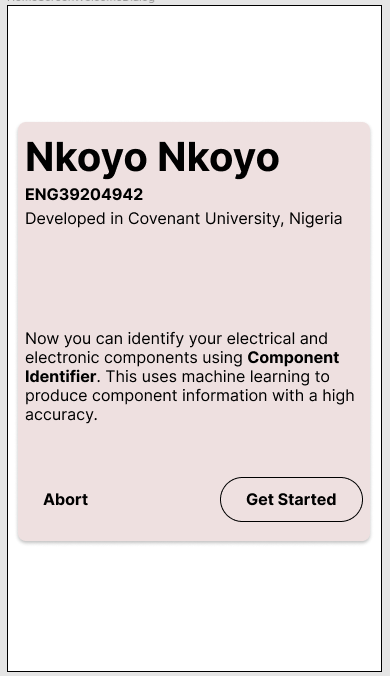 Nkoyo Nkoyo
ENG39204942
Developed in Covenant University, Nigeria
Now you can identify your electrical and
electronic components using Component
Identifier. This uses machine learning to
produce component information with a high
accuracy.
Abort
Get Started